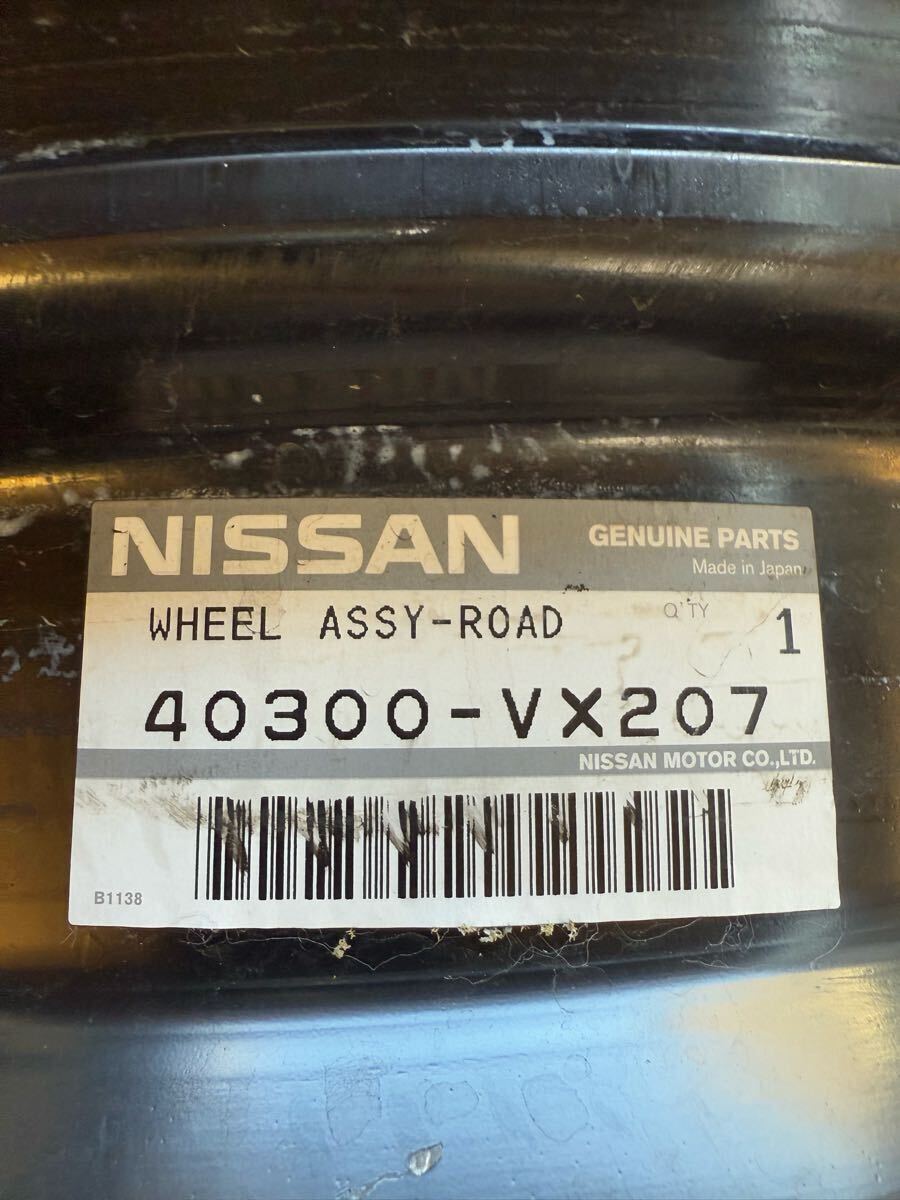 NISSAN
GENUINE PARTS
Made in Japan
WHEEL ASSY-ROAD
Q'TY
1
40300-VX207
NISSAN MOTOR CO.,LTD.
B1138